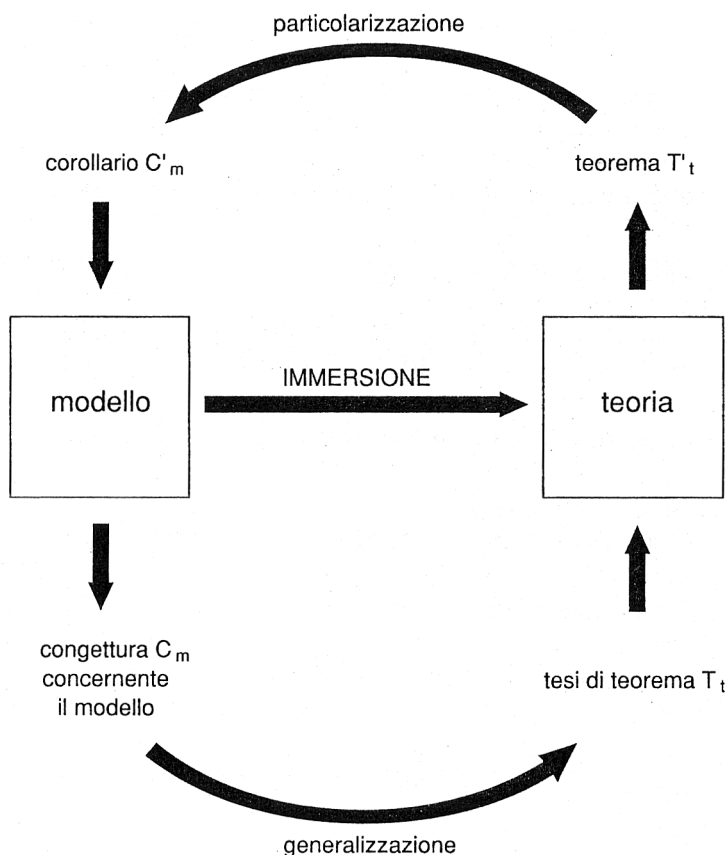 particolarizzazione
corollario C'm
teorema T't
modello
IMMERSIONE
teoria
congettura Cm
concernente
il modello
tesi di teorema Tt
generalizzazione